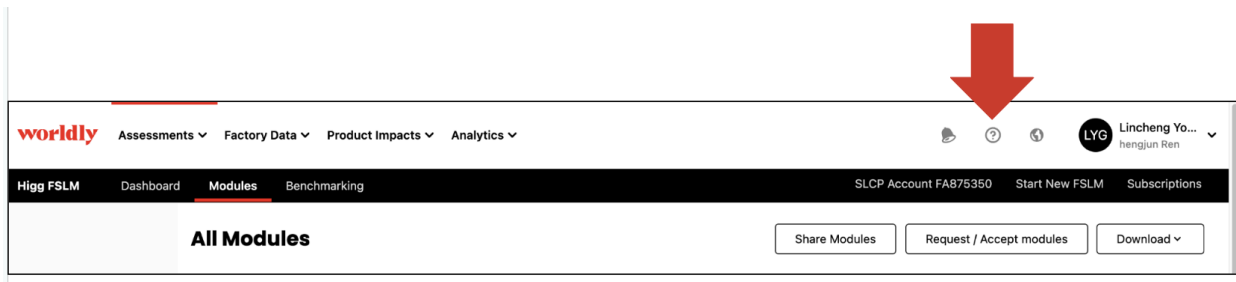 worldly Assessments Factory Data Product Impacts Analytics ? LYG Lincheng Yo...
hengjun Ren
Higg FSLM Dashboard Modules Benchmarking SLCP Account FA875350 Start New FSLM Subscriptions
All Modules Share Modules Request / Accept modules Download